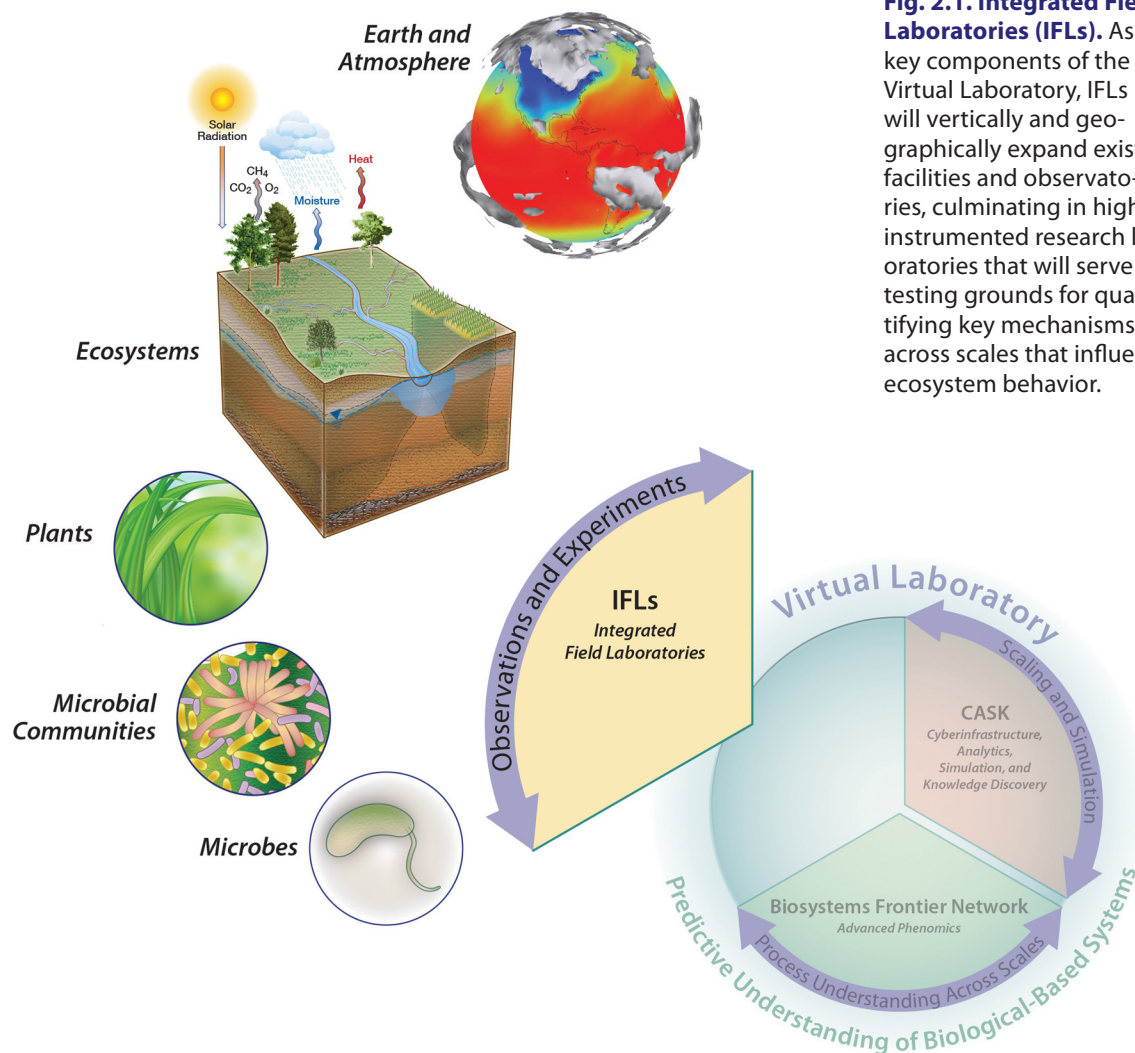 Earth and
Atmosphere
Solar
Radiation
CH4
CO2 O2
Moisture
Heat
Ecosystems
Plants
Microbial
Communities
Microbes
Fig. 2.1. Integrated
Laboratories (IFLs). As
key components of the
Virtual Laboratory, IFLs
will vertically and geo-
graphically expand
facilities and observato-
ries, culminating in
instrumented research
oratories that will serve
testing grounds for
tifying key mechanisms
across scales that
ecosystem behavior.
Observations and Experiments
IFLs
Integrated
Field Laboratories
Virtual Laboratory
Scaling and Simulation
CASK
Cyberinfrastructure,
Analytics,
Simulation, and
Knowledge Discovery
Biosystems Frontier Network
Advanced Phenomics
Process Understanding Across Scales
Predictive Understanding of Biological-Based Systems